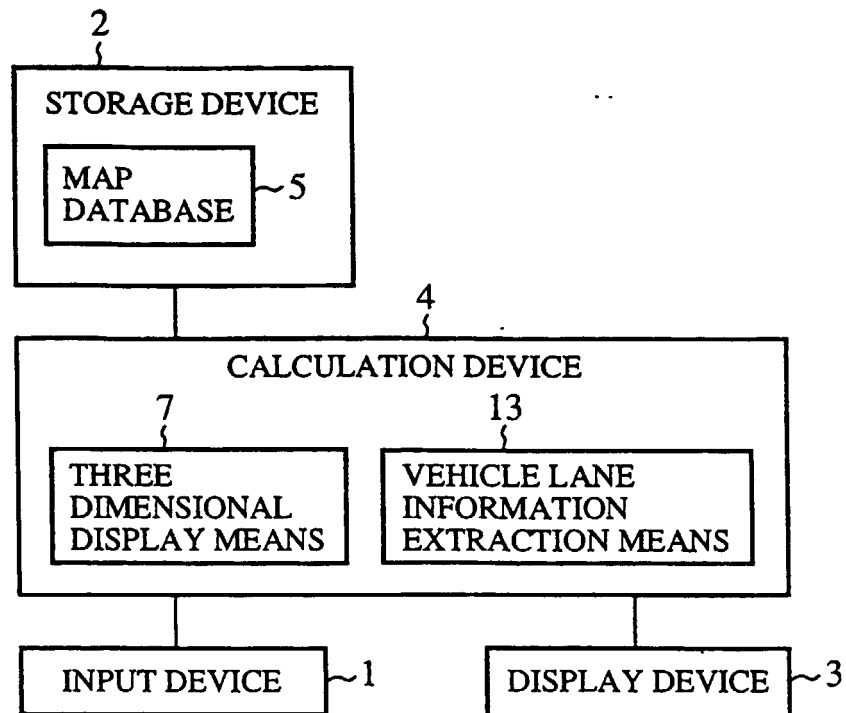 2
STORAGE DEVICE
MAP
DATABASE
5
4
CALCULATION DEVICE
7
THREE
DIMENSIONAL
DISPLAY MEANS
13
VEHICLE LANE
INFORMATION
EXTRACTION MEANS
INPUT DEVICE
1
DISPLAY DEVICE
3